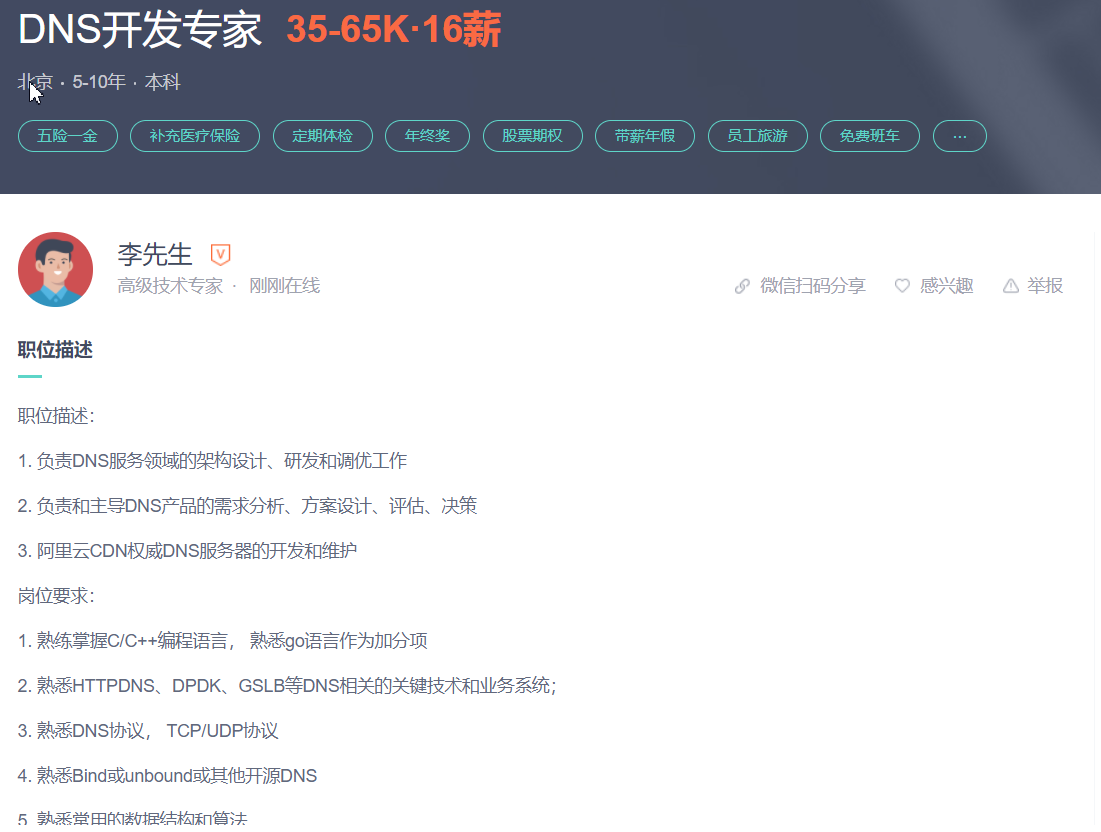 DNS开发专家 35-65K·16薪
北京 · 5-10年 · 本科
五险一金 补充医疗保险 定期体检 年终奖 股票期权 带薪年假 员工旅游 免费班车 ...
李先生 V
高级技术专家 · 刚刚在线 微信扫码分享 感兴趣 举报
职位描述
职位描述：
1. 负责DNS服务领域的架构设计、研发和调优工作
2. 负责和主导DNS产品的需求分析、方案设计、评估、决策
3. 阿里云CDN权威DNS服务器的开发和维护
岗位要求：
1. 熟练掌握C/C++编程语言， 熟悉go语言作为加分项
2. 熟悉HTTPDNS、DPDK、GSLB等DNS相关的关键技术和业务系统；
3. 熟悉DNS协议， TCP/UDP协议
4. 熟悉Bind或unbound或其他开源DNS
5. 熟悉常用的数据结构和算法